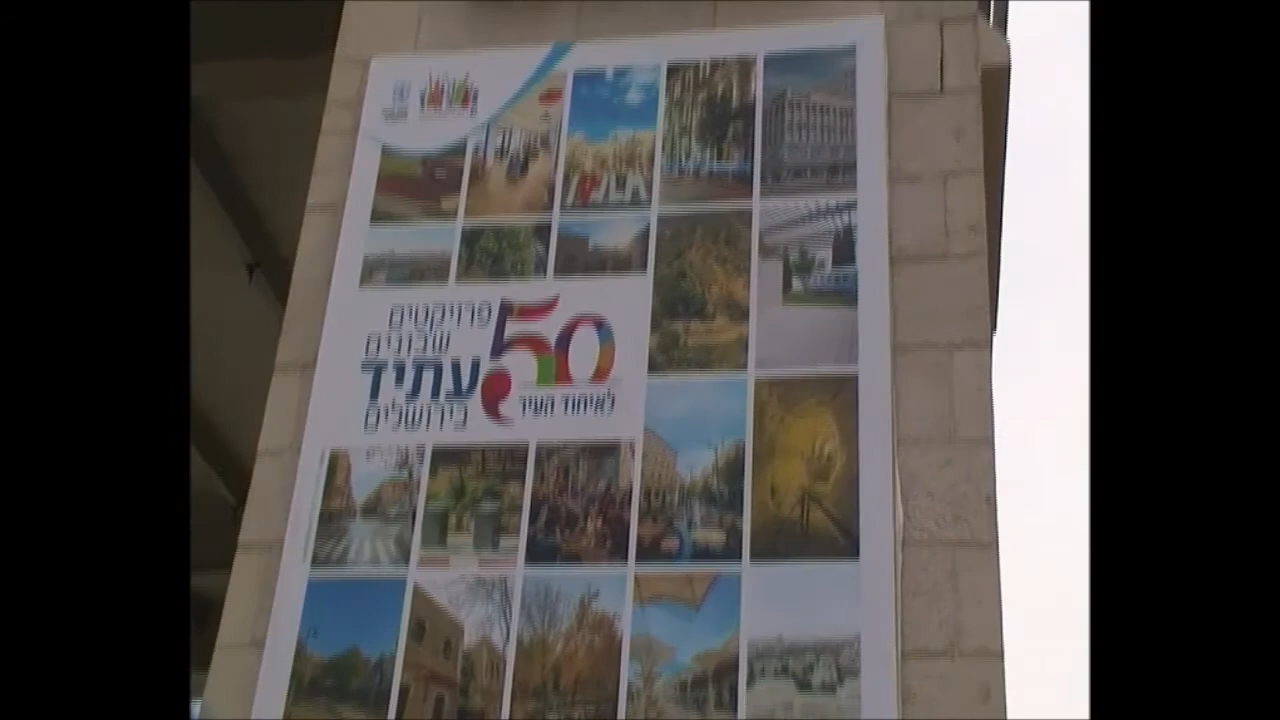 50 פרויקטים
שבונים
עתיד
בירושלים
לאיחוד העיר